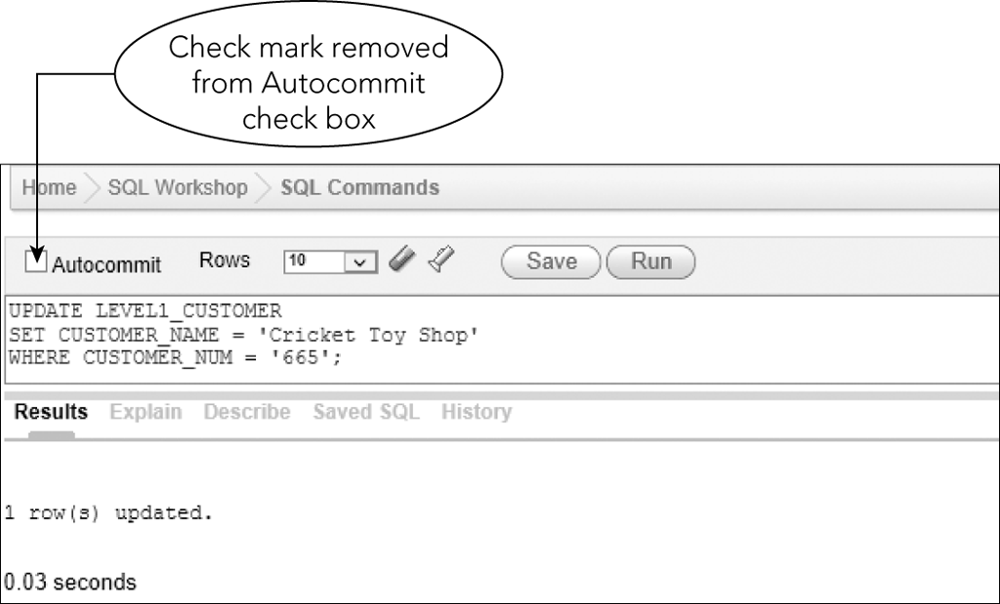 Check mark removed
from Autocommit
check box
Home SQL Workshop SQL Commands
Autocommit Rows 10 Save Run
UPDATE LEVEL1_CUSTOMER
SET CUSTOMER_NAME = 'Cricket Toy Shop'
WHERE CUSTOMER_NUM = '665';
Results Explain Describe Saved SQL History
1 row(s) updated.
0.03 seconds